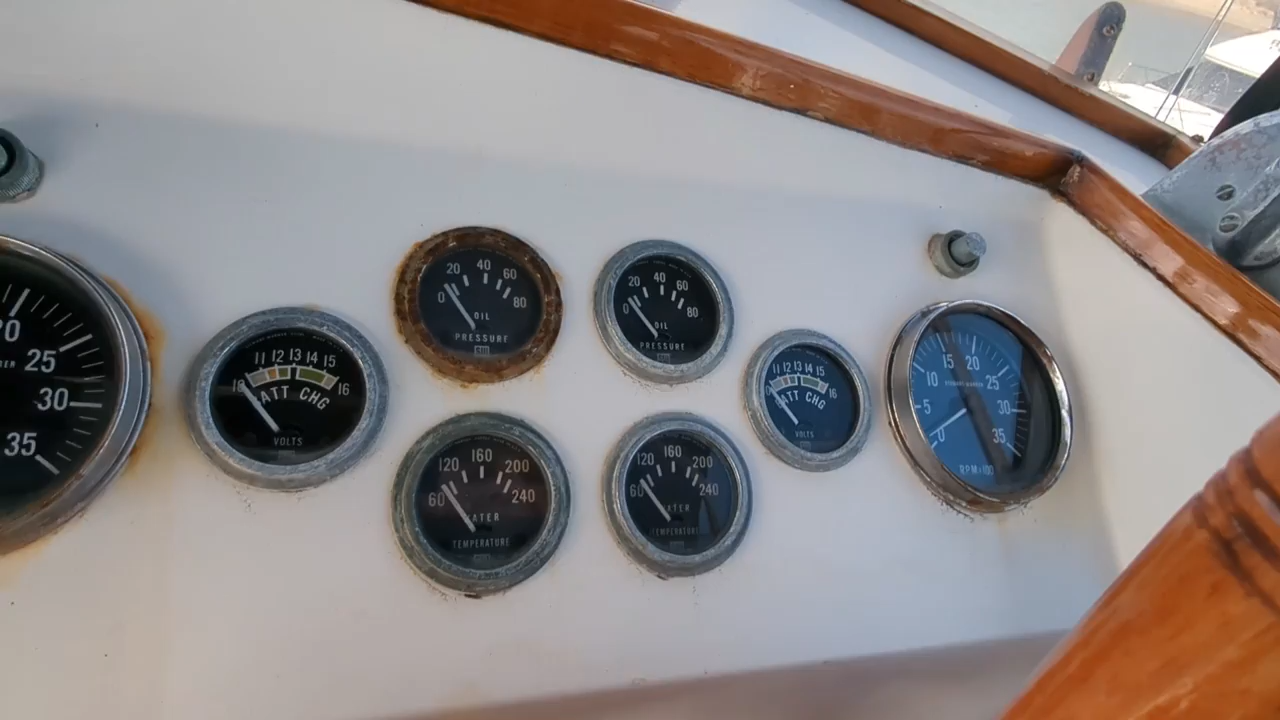 25
30
35
11 12 13 14 15
16
BATT CHG
VOLTS
0 20 40 60 80
OIL
PRESSURE
0 20 40 60 80
OIL
PRESSURE
60 120 160 200 240
WATER
TEMPERATURE
60 120 160 200 240
WATER
TEMPERATURE
11 12 13 14 15
16
BATT CHG
VOLTS
0 5 10 15 20 25 30 35
RPM×100